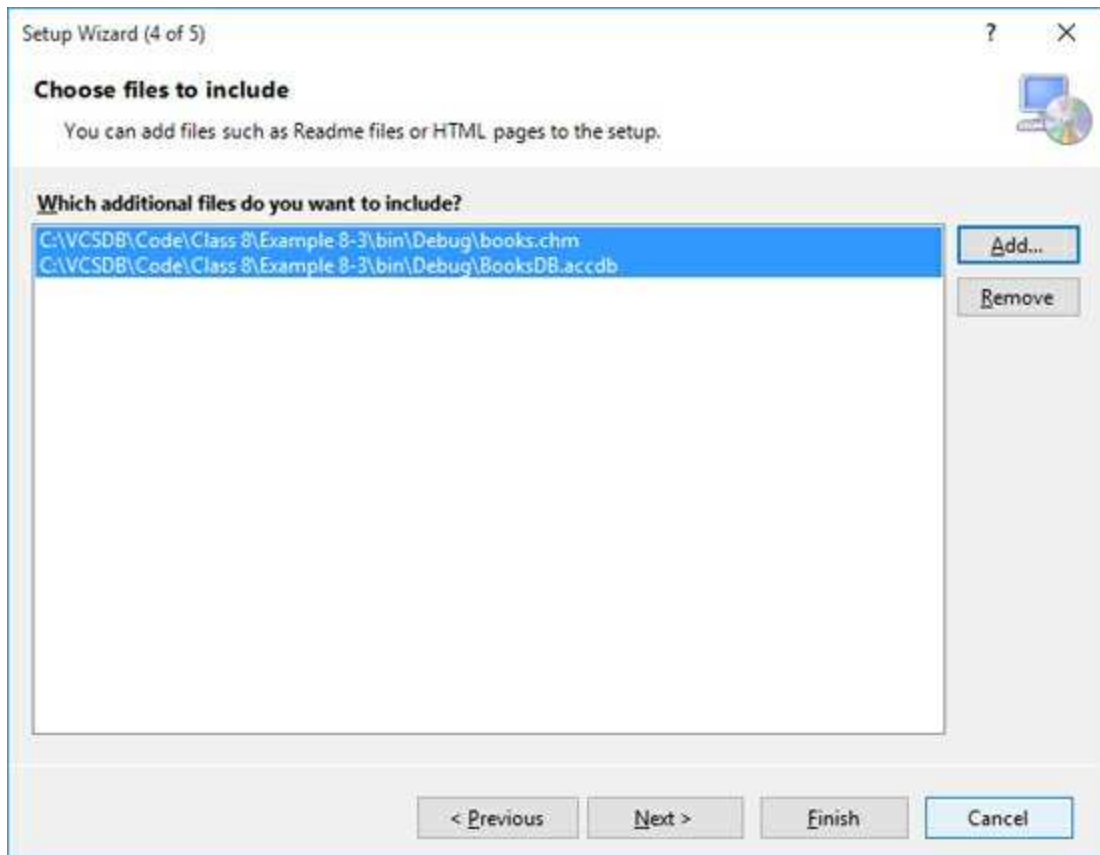 Setup Wizard (4 of 5)
?
Choose files to include
You can add files such as Readme files or HTML pages to the setup.
Which additional files do you want to include?
C:\VCSDB\Code\Class 8\Example 8-3\bin\Debug\books.chm
C:\VCSDB\Code\Class 8\Example 8-3\bin\Debug\BooksDB.accdb
Add...
Remove
< Previous
Next >
Finish
Cancel